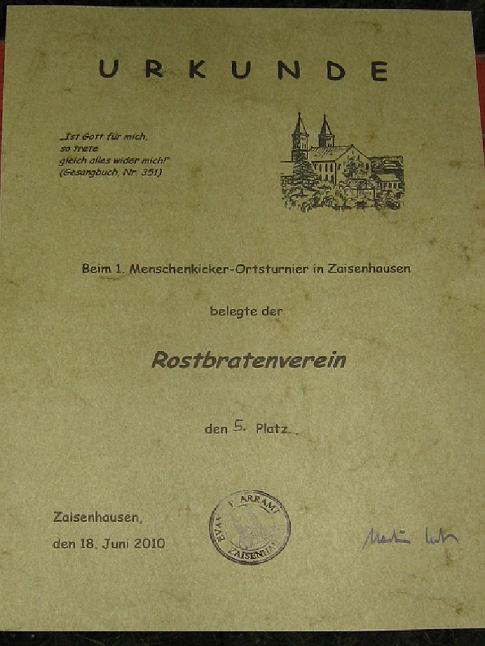 URKUNDE
„Ist Gott für mich,
so trete
gleich alles wider mich!"
(Gesangbuch, Nr. 351)
Beim 1. Menschenkicker-Ortsturnier in Zaisenhausen
belegte der
Rostbratenverein
den 5. Platz
Zaisenhausen,
den 18. Juni 2010